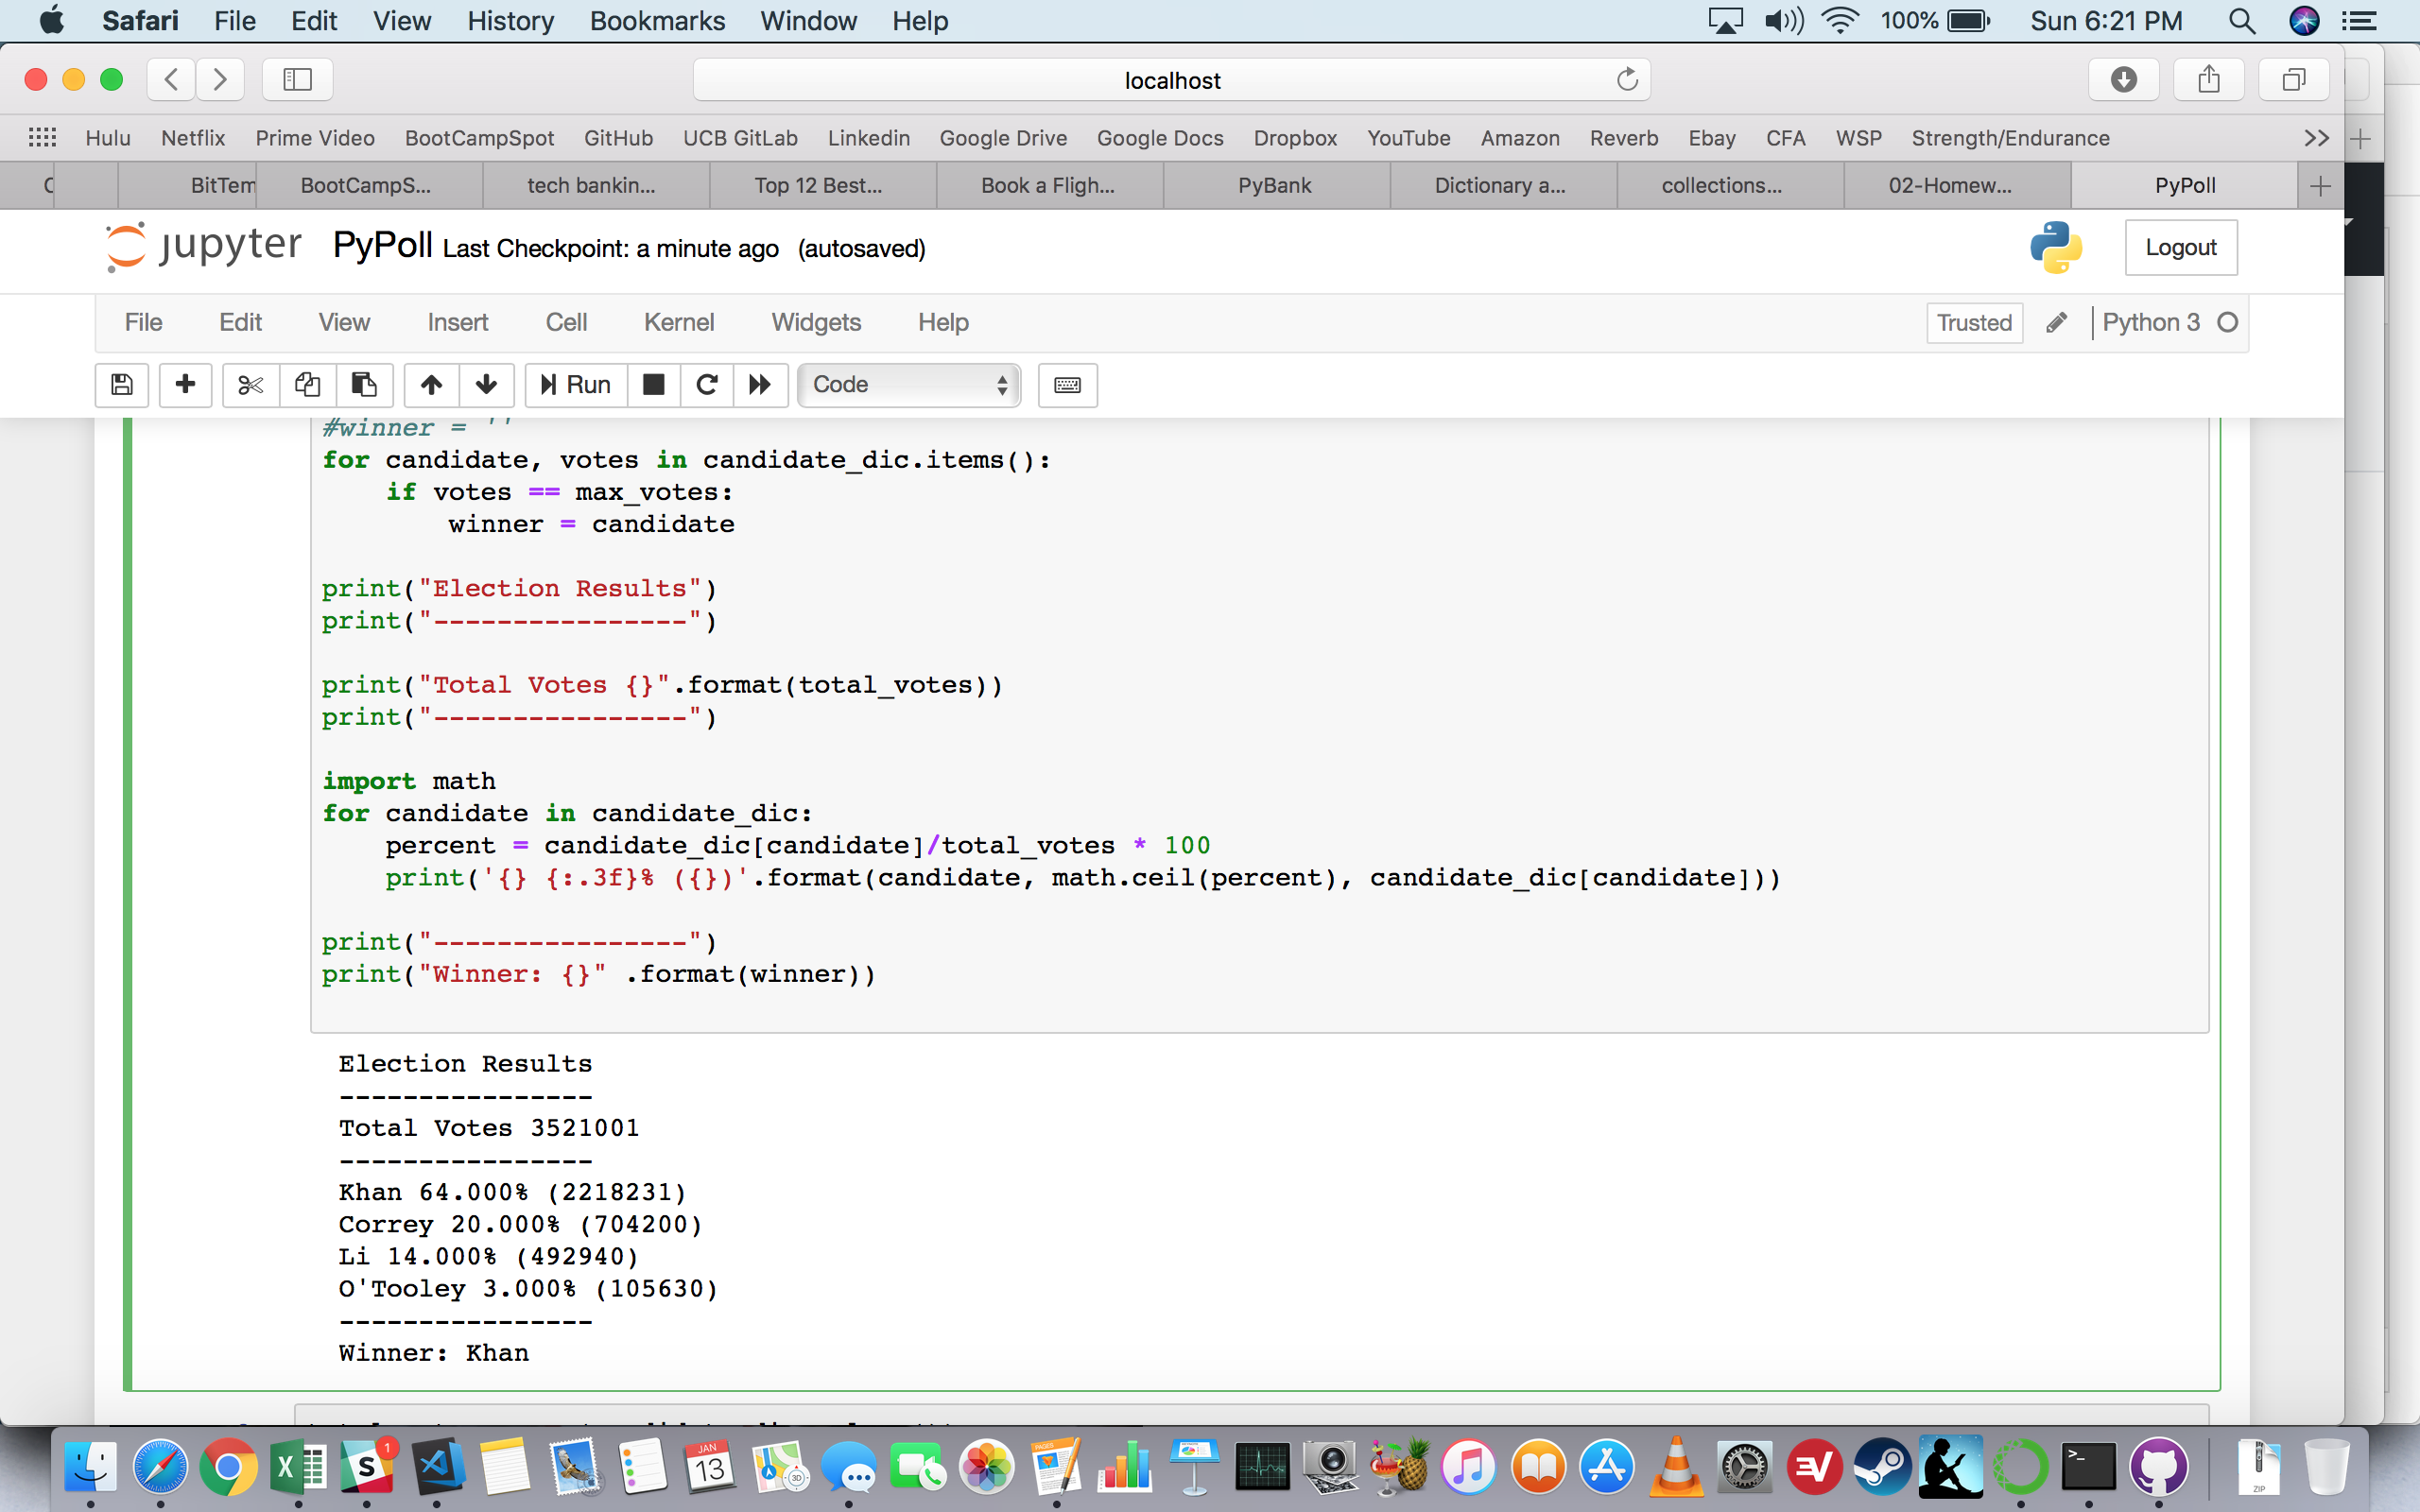 Safari File Edit View History Bookmarks Window Help 100% Sun 6:21 PM
localhost
Hulu Netflix Prime Video BootCampSpot GitHub UCB GitLab Linkedin Google Drive Google Docs Dropbox YouTube Amazon Reverb Ebay CFA WSP Strength/Endurance
BitTem BootCampS... tech bankin... Top 12 Best... Book a Fligh... PyBank Dictionary a... collections... 02-Homew... PyPoll
jupyter PyPoll Last Checkpoint: a minute ago (autosaved) Logout
File Edit View Insert Cell Kernel Widgets Help Trusted Python 3
Run Code
#winner = ''
for candidate, votes in candidate_dic.items():
    if votes == max_votes:
        winner = candidate
print("Election Results")
print("----------------")
print("Total Votes {}".format(total_votes))
print("----------------")
import math
for candidate in candidate_dic:
    percent = candidate_dic[candidate]/total_votes * 100
    print('{} {:.3f}% ({})'.format(candidate, math.ceil(percent), candidate_dic[candidate]))
print("----------------")
print("Winner: {}" .format(winner))
Election Results
----------------
Total Votes 3521001
----------------
Khan 64.000% (2218231)
Correy 20.000% (704200)
Li 14.000% (492940)
O'Tooley 3.000% (105630)
----------------
Winner: Khan
1
JAN
13
3D
PAGES
ZIP